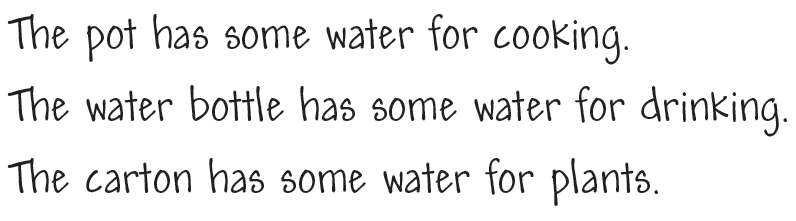 The pot has some water for cooking.
The water bottle has some water for drinking.
The carton has some water for plants.